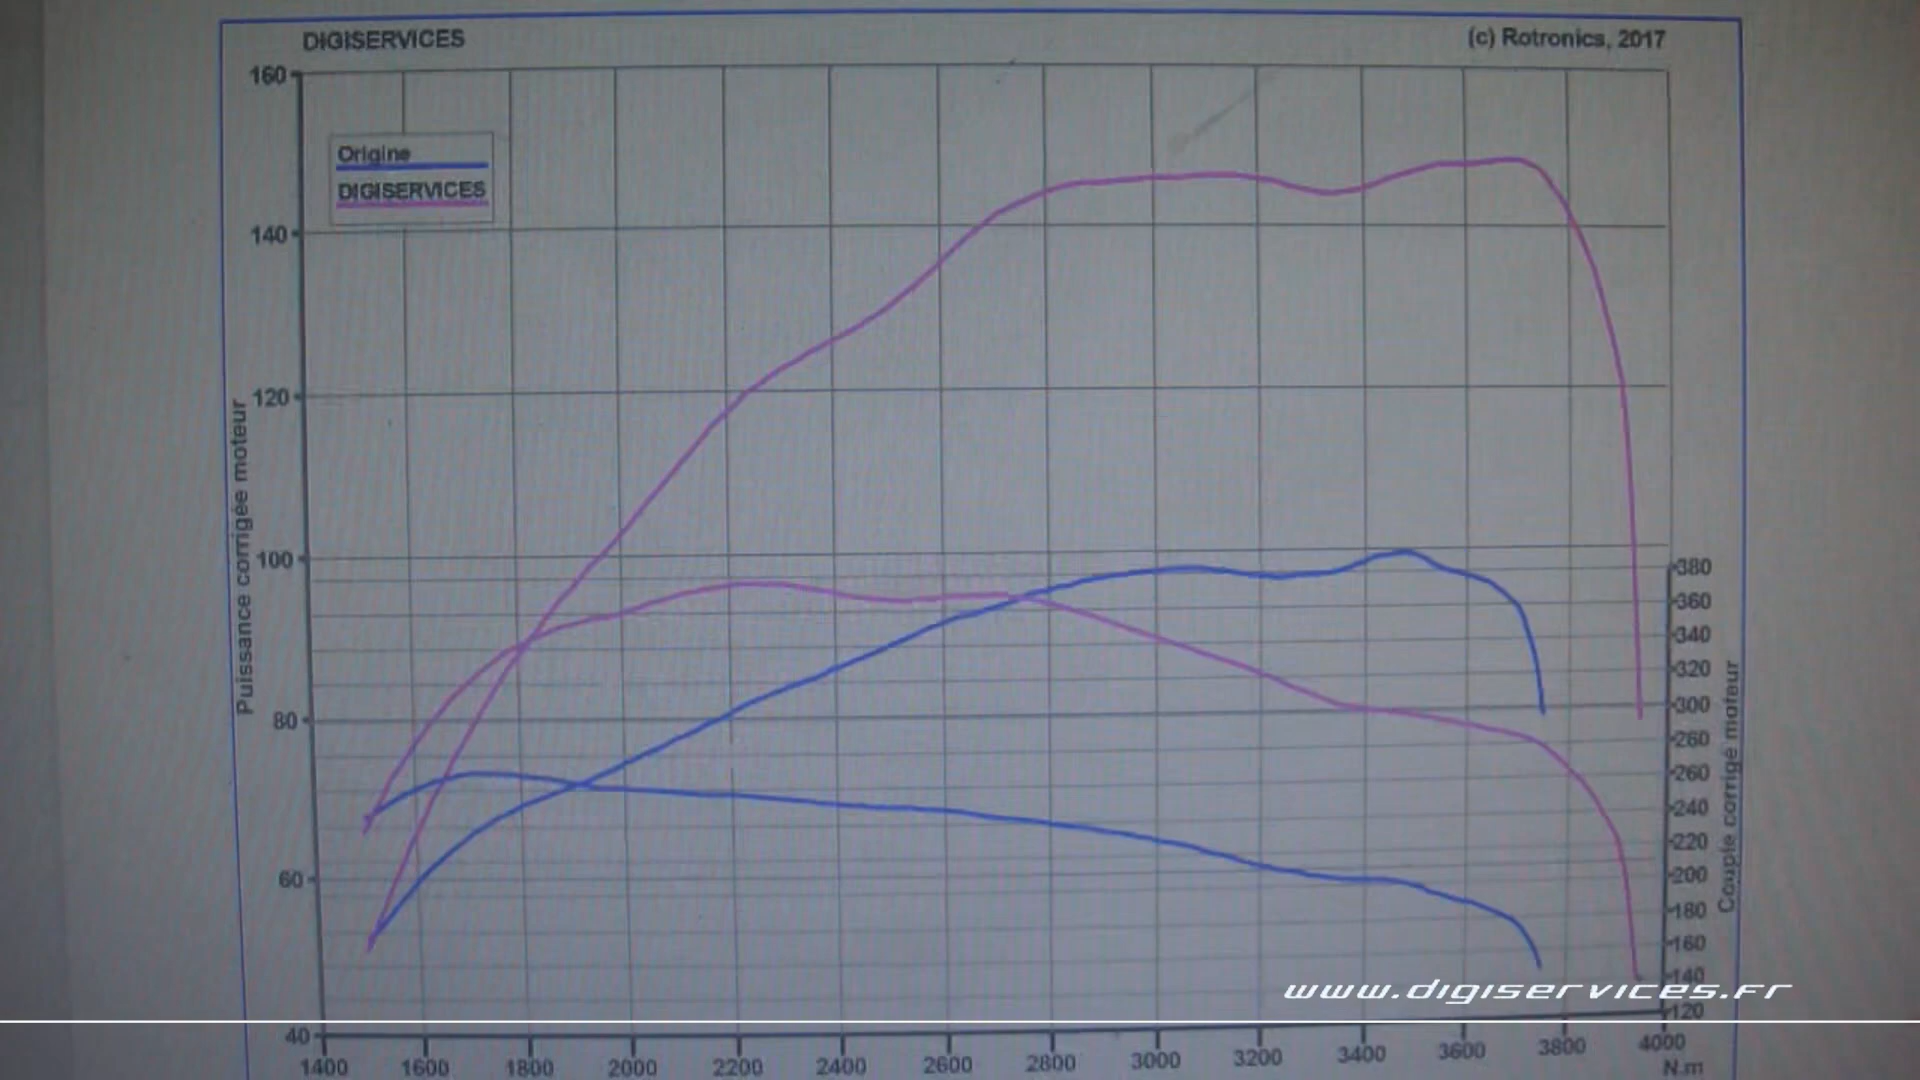 DIGISERVICES
(c) Rotronics, 2017
Origine
DIGISERVICES
Puissance corrigée moteur
160
140
120
100
80
60
40
380
360
340
320
300
280
260
240
220
200
180
160
140
120
Couple corrigé moteur
1400 1600 1800 2000 2200 2400 2600 2800 3000 3200 3400 3600 3800 4000
N.m
www.digiservices.fr